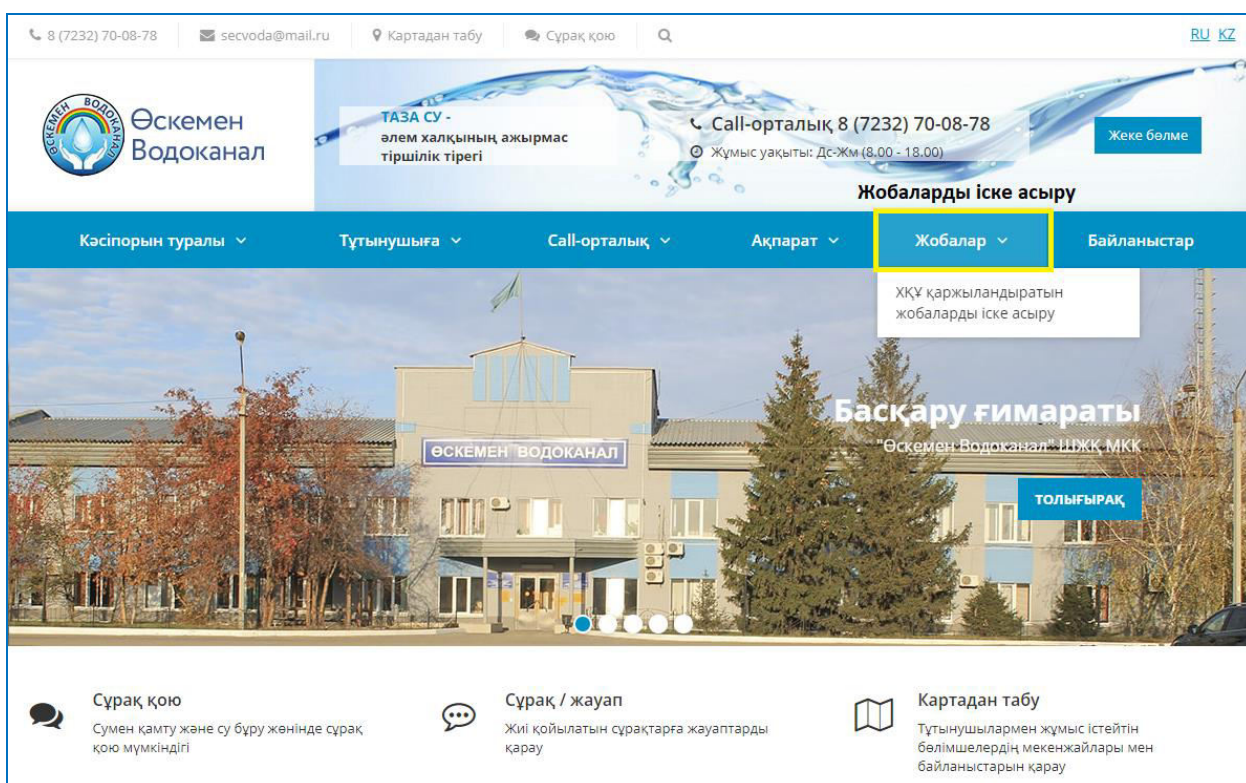 8 (7232) 70-08-78 secvoda@mail.ru Картадан табу Сұрақ қою RU KZ
ӨСКЕМЕН ВОДОКАНАЛ
Өскемен
Водоканал
ТАЗА СУ -
әлем халқының ажырмас
тіршілік тірегі
Call-орталық 8 (7232) 70-08-78
Жұмыс уақыты: Дс-Жм (8.00 - 18.00)
Жеке бөлме
Жобаларды іске асыру
Кәсіпорын туралы Тұтынушыға Call-орталық Ақпарат Жобалар Байланыстар
ХҚҰ қаржыландыратын
жобаларды іске асыру
Басқару ғимараты
"Өскемен Водоканал" ШЖҚ МКК
ӨСКЕМЕН ВОДОКАНАЛ
ТОЛЫҒЫРАҚ
Сұрақ қою
Сумен қамту және су бұру жөнінде сұрақ
қою мүмкіндігі
Сұрақ / жауап
Жиі қойылатын сұрақтарға жауаптарды
қарау
Картадан табу
Тұтынушылармен жұмыс істейтін
бөлімшелердің мекенжайлары мен
байланыстарын қарау